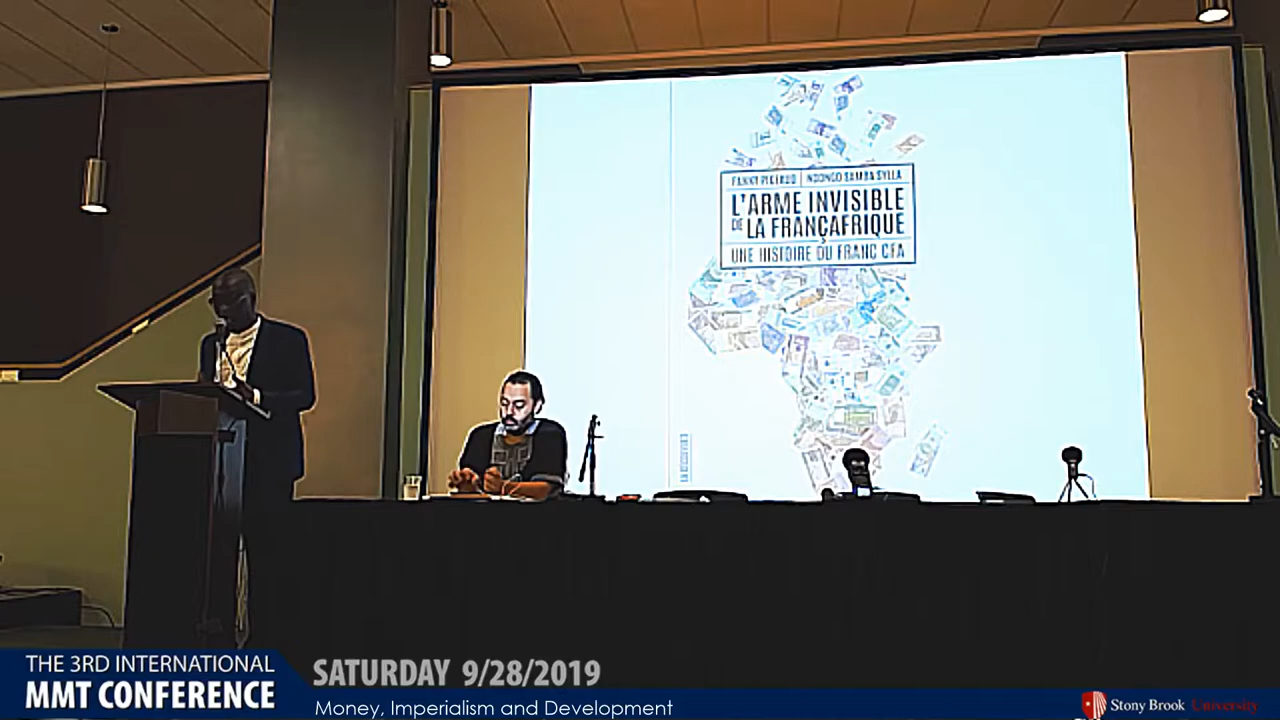 FANNY PIGEAUD | NDONGO SAMBA SYLLA
L'ARME INVISIBLE
DE LA FRANÇAFRIQUE
UNE HISTOIRE DU FRANC CFA
THE 3RD INTERNATIONAL
MMT CONFERENCE
SATURDAY 9/28/2019
Money, Imperialism and Development
Stony Brook University